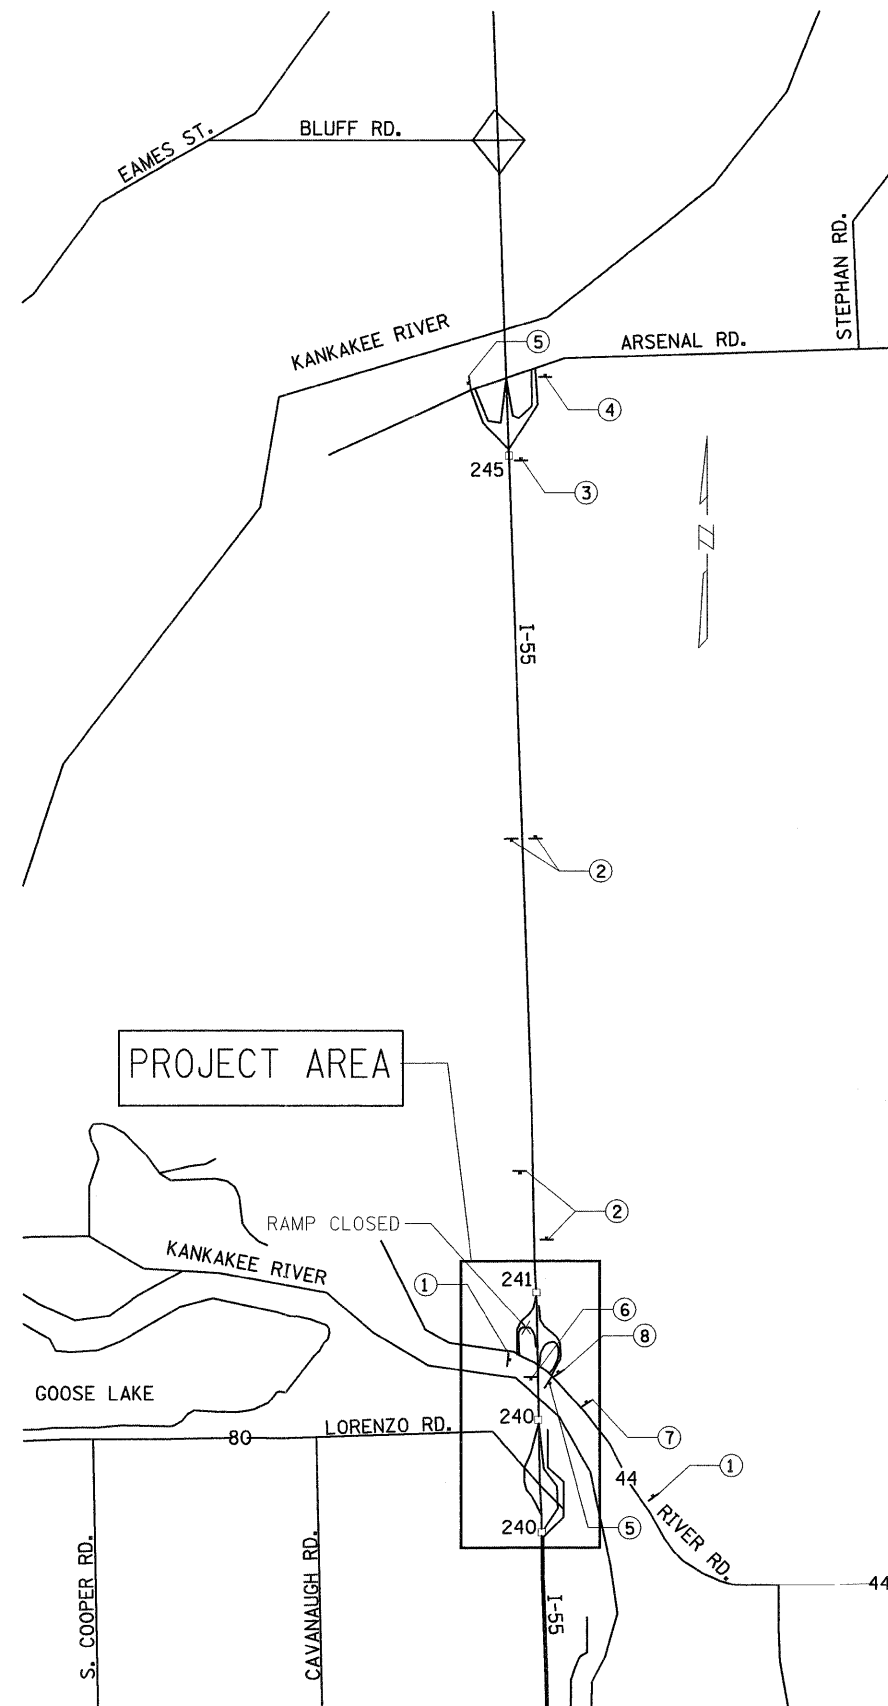 EAMES ST.
BLUFF RD.
STEPHAN RD.
KANKAKEE RIVER
5
ARSENAL RD.
4
245
3
N
I-55
2
PROJECT AREA
2
RAMP CLOSED
KANKAKEE RIVER
241
1
6
8
GOOSE LAKE
240
LORENZO RD.
80
7
1
44
240
5
RIVER RD.
44
S. COOPER RD.
CAVANAUGH RD.
I-55